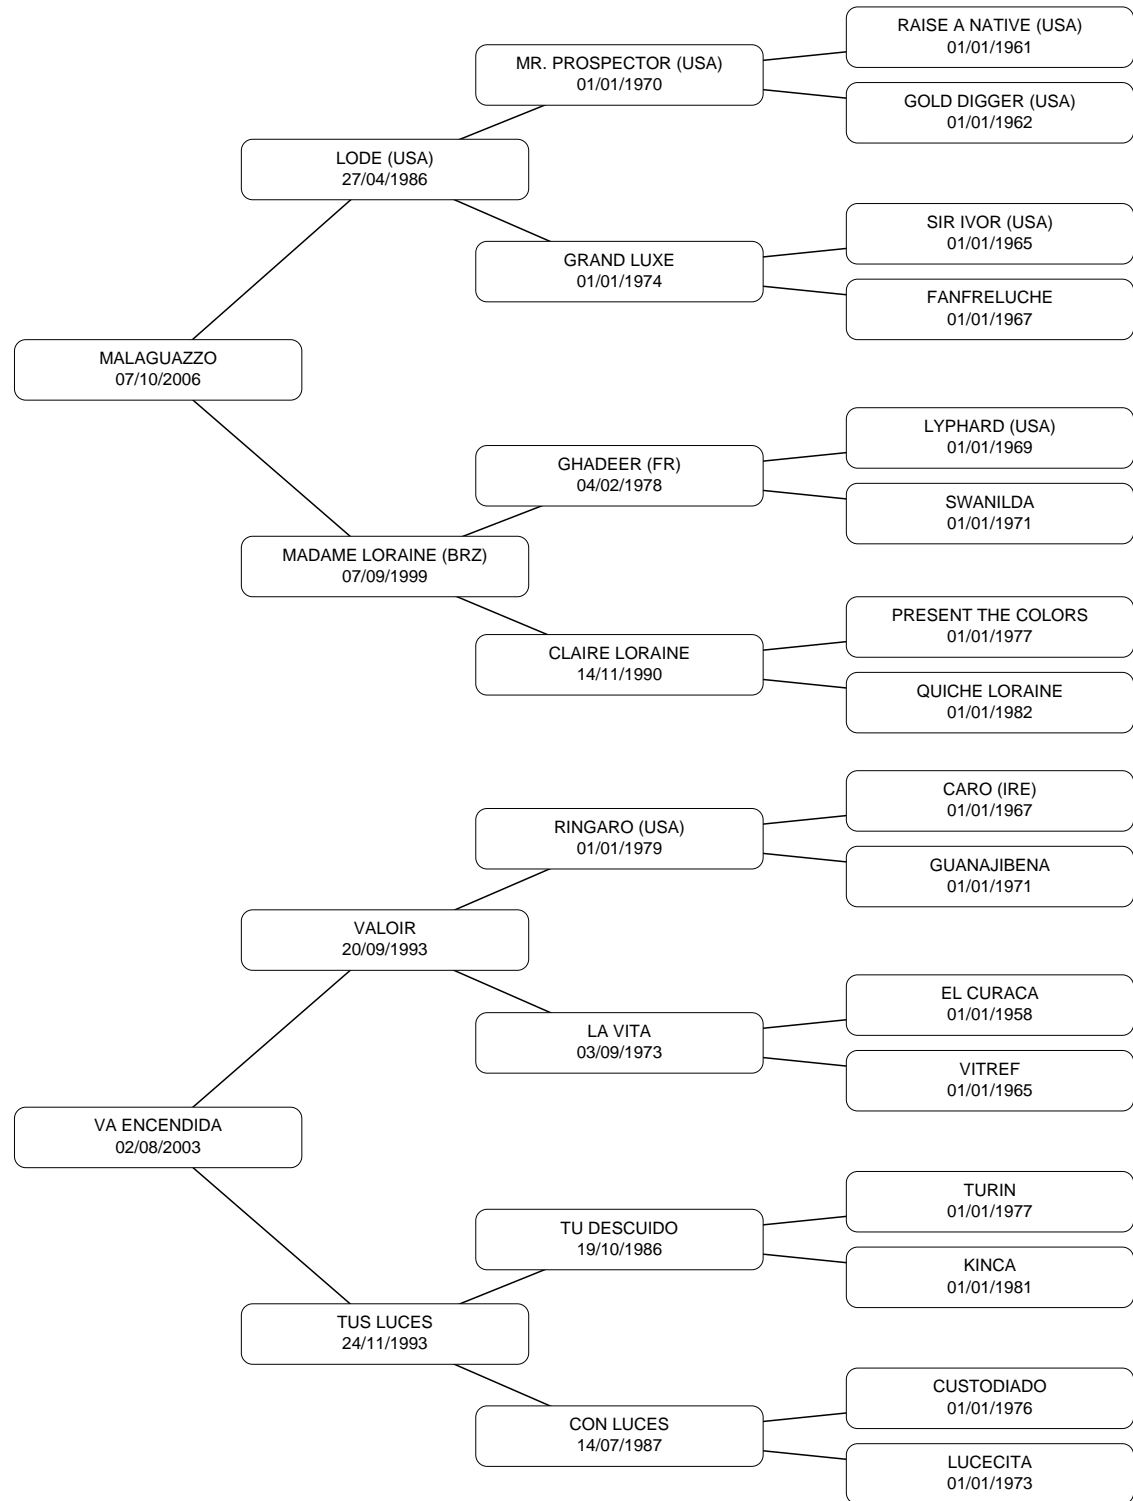 RAISE A NATIVE (USA)
01/01/1961
MR. PROSPECTOR (USA)
01/01/1970
GOLD DIGGER (USA)
01/01/1962
LODE (USA)
27/04/1986
SIR IVOR (USA)
01/01/1965
GRAND LUXE
01/01/1974
FANFRELUCHE
01/01/1967
MALAGUAZZO
07/10/2006
LYPHARD (USA)
01/01/1969
GHADEER (FR)
04/02/1978
SWANILDA
01/01/1971
MADAME LORAINE (BRZ)
07/09/1999
PRESENT THE COLORS
01/01/1977
CLAIRE LORAINE
14/11/1990
QUICHE LORAINE
01/01/1982
CARO (IRE)
01/01/1967
RINGARO (USA)
01/01/1979
GUANAJIBENA
01/01/1971
VALOIR
20/09/1993
EL CURACA
01/01/1958
LA VITA
03/09/1973
VITREF
01/01/1965
VA ENCENDIDA
02/08/2003
TURIN
01/01/1977
TU DESCUIDO
19/10/1986
KINCA
01/01/1981
TUS LUCES
24/11/1993
CUSTODIADO
01/01/1976
CON LUCES
14/07/1987
LUCECITA
01/01/1973